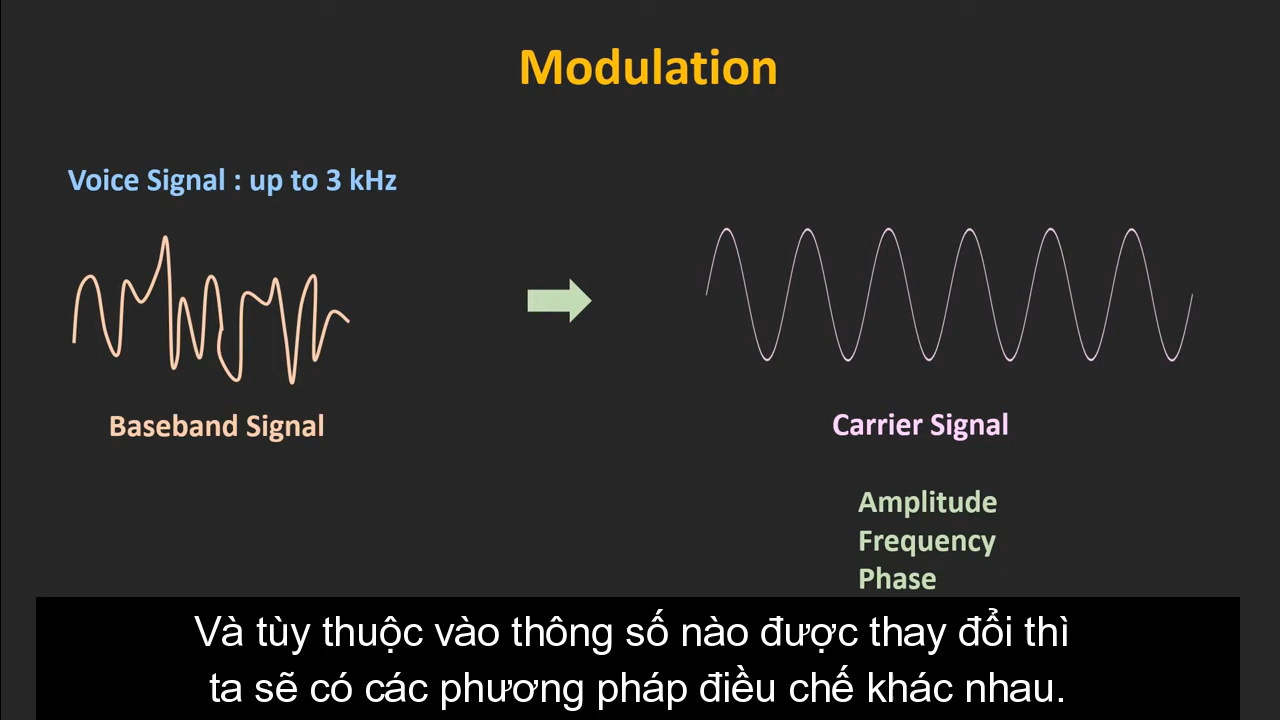 Modulation
Voice Signal : up to 3 kHz
Baseband Signal
Carrier Signal
Amplitude
Frequency
Phase
Và tùy thuộc vào thông số nào được thay đổi thì
ta sẽ có các phương pháp điều chế khác nhau.